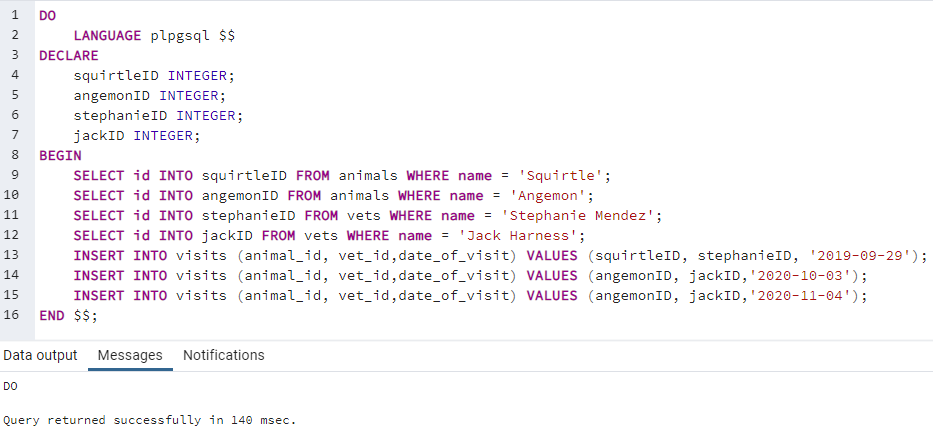 1 DO
2     LANGUAGE plpgsql $$
3 DECLARE
4     squirtleID INTEGER;
5     angemonID INTEGER;
6     stephanieID INTEGER;
7     jackID INTEGER;
8 BEGIN
9     SELECT id INTO squirtleID FROM animals WHERE name = 'Squirtle';
10     SELECT id INTO angemonID FROM animals WHERE name = 'Angemon';
11     SELECT id INTO stephanieID FROM vets WHERE name = 'Stephanie Mendez';
12     SELECT id INTO jackID FROM vets WHERE name = 'Jack Harness';
13     INSERT INTO visits (animal_id, vet_id,date_of_visit) VALUES (squirtleID, stephanieID, '2019-09-29');
14     INSERT INTO visits (animal_id, vet_id,date_of_visit) VALUES (angemonID, jackID,'2020-10-03');
15     INSERT INTO visits (animal_id, vet_id,date_of_visit) VALUES (angemonID, jackID,'2020-11-04');
16 END $$;
Data output Messages Notifications
DO
Query returned successfully in 140 msec.